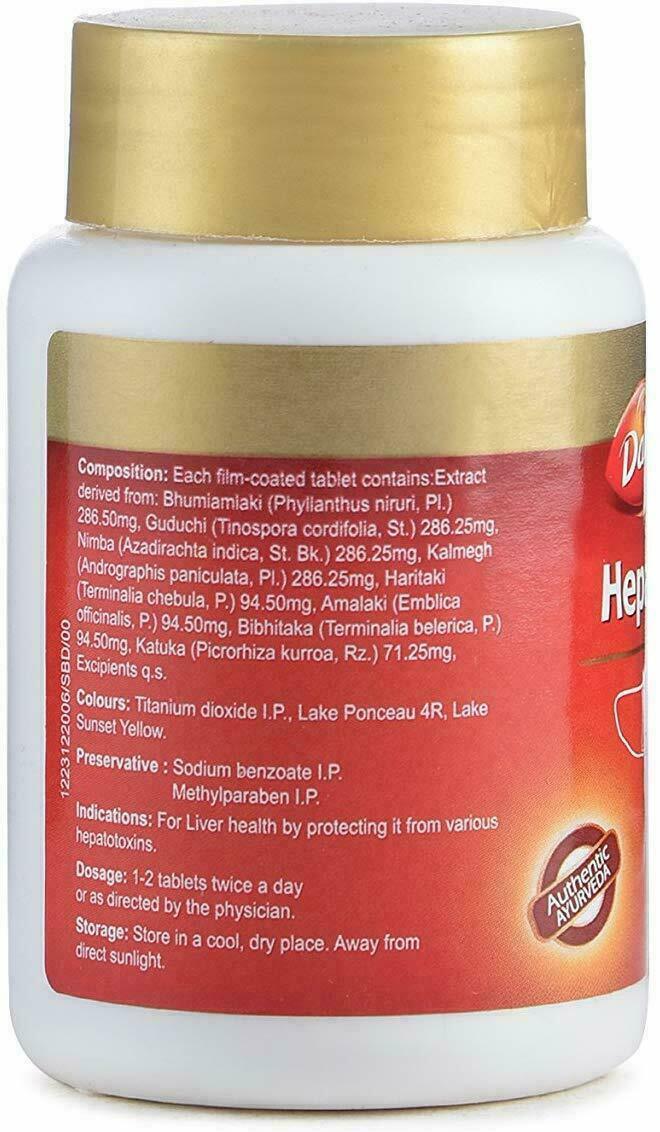 Composition: Each film-coated tablet contains:Extract
derived from: Bhumiamlaki (Phyllanthus niruri, Pl.)
286.50mg, Guduchi (Tinospora cordifolia, St.) 286.25mg,
Nimba (Azadirachta indica, St. Bk.) 286.25mg, Kalmegh
(Andrographis paniculata, Pl.) 286.25mg, Haritaki
(Terminalia chebula, P.) 94.50mg, Amalaki (Emblica
officinalis, P.) 94.50mg, Bibhitaka (Terminalia belerica, P.)
94.50mg, Katuka (Picrorhiza kurroa, Rz.) 71.25mg,
Excipients q.s.
Colours: Titanium dioxide I.P., Lake Ponceau 4R, Lake
Sunset Yellow.
Preservative : Sodium benzoate I.P.
Methylparaben I.P.
Indications: For Liver health by protecting it from various
hepatotoxins.
Dosage: 1-2 tablets twice a day
or as directed by the physician.
Storage: Store in a cool, dry place. Away from
direct sunlight.
1223122006/SBD/00
Da
Hep
Authentic
AYURVEDA